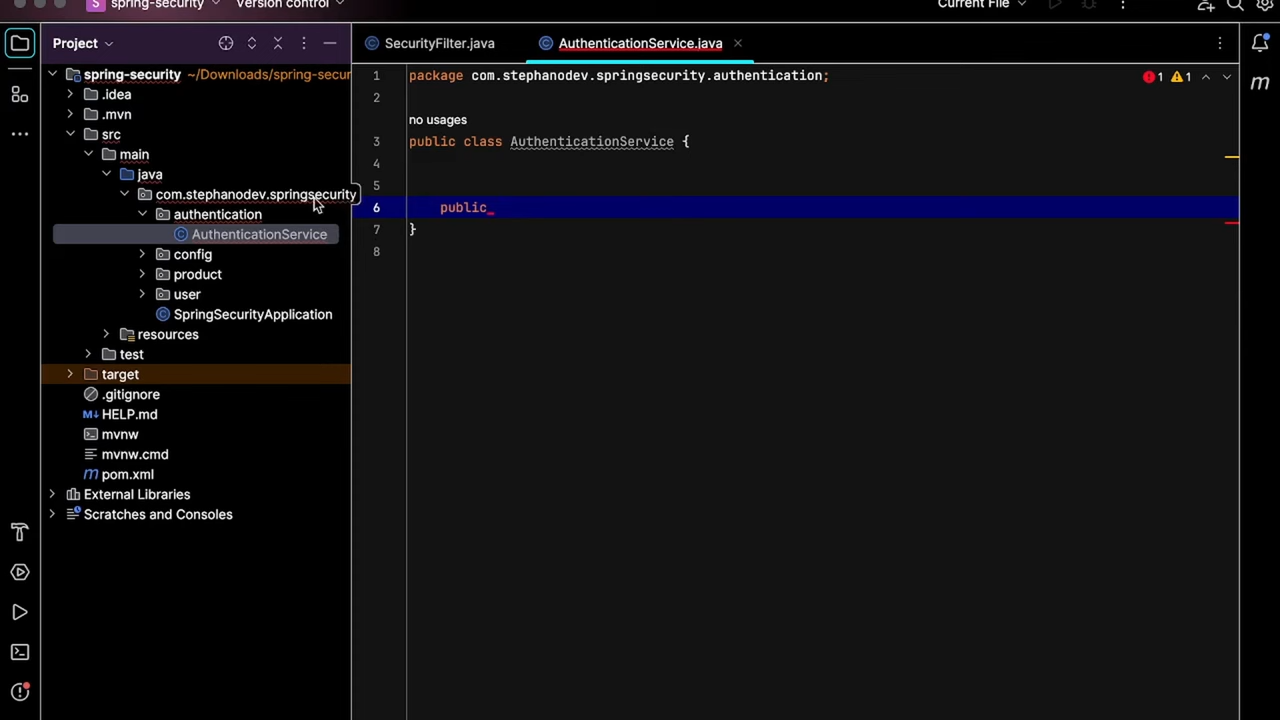 S spring-security Version control Current File
Project
SecurityFilter.java AuthenticationService.java
spring-security ~/Downloads/spring-secur
.idea
.mvn
src
main
java
com.stephanodev.springsecurity
authentication
AuthenticationService
config
product
user
SpringSecurityApplication
resources
test
target
.gitignore
M↓ HELP.md
mvnw
mvnw.cmd
m pom.xml
External Libraries
Scratches and Consoles
1 package com.stephanodev.springsecurity.authentication; 1 1
2
no usages
3 public class AuthenticationService {
4
5
6 public
7 }
8
m